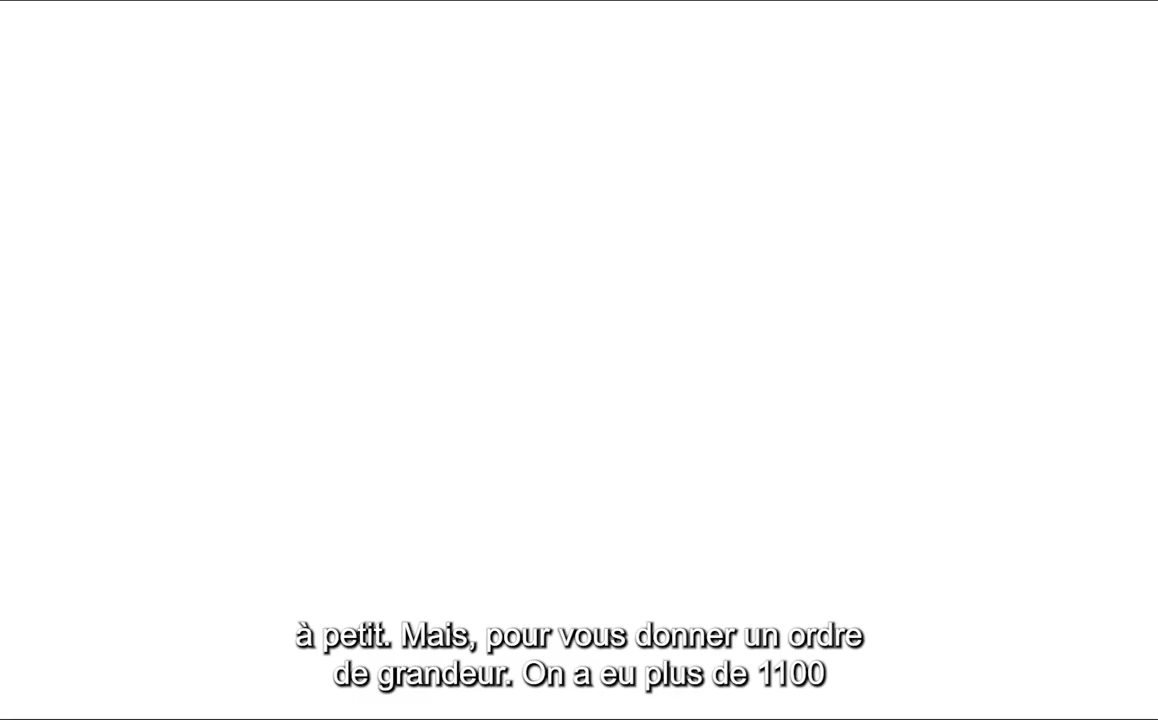 à petit. Mais, pour vous donner un ordre
de grandeur. On a eu plus de 1100